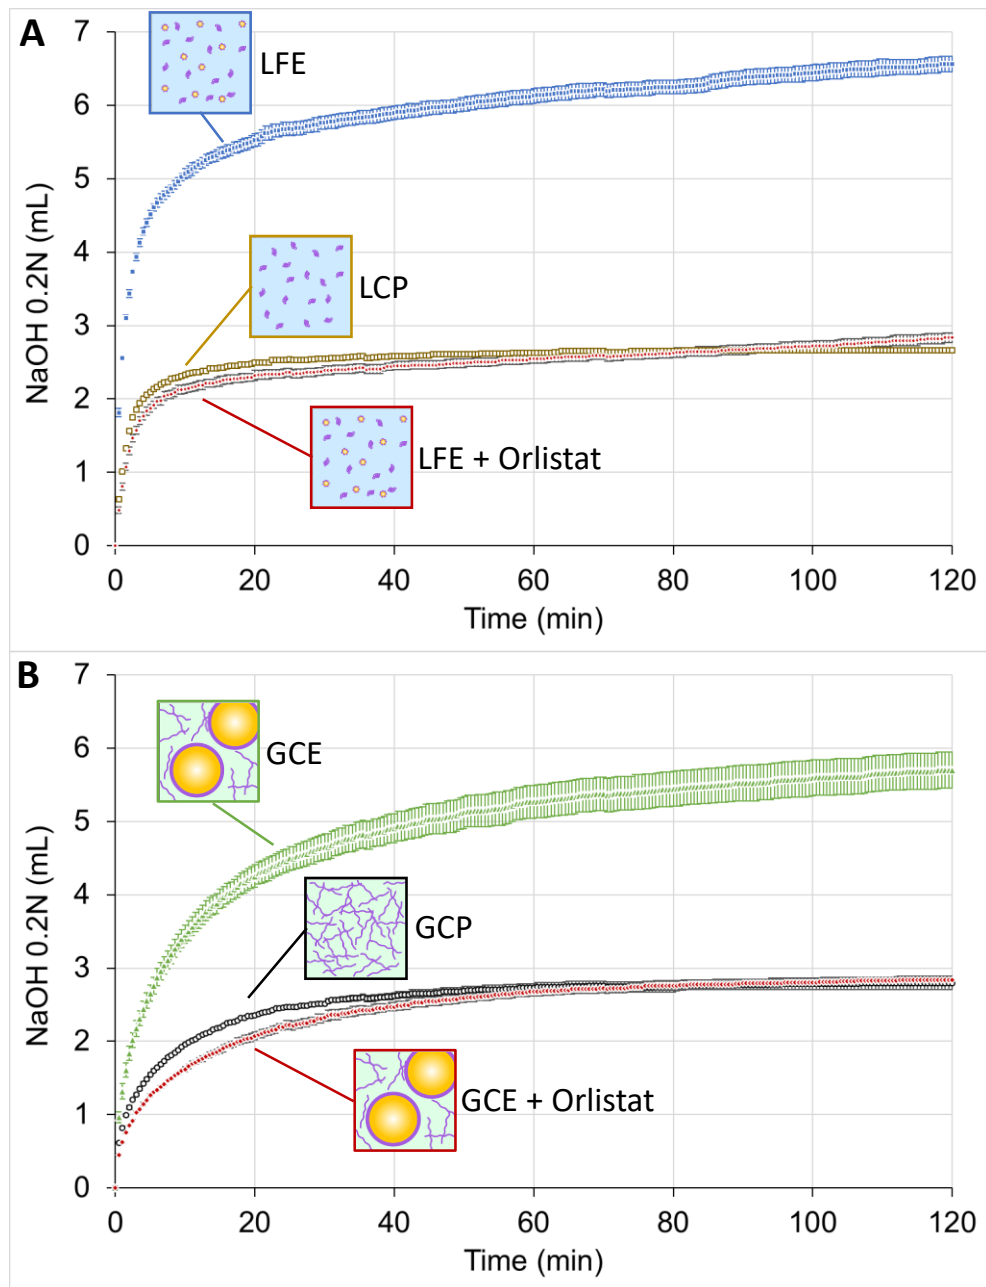 A
7
6
5
4
3
2
1
0
NaOH 0.2N (mL)
LFE
LCP
LFE + Orlistat
0 20 40 60 80 100 120
Time (min)
B
7
6
5
4
3
2
1
0
NaOH 0.2N (mL)
GCE
GCP
GCE + Orlistat
0 20 40 60 80 100 120
Time (min)